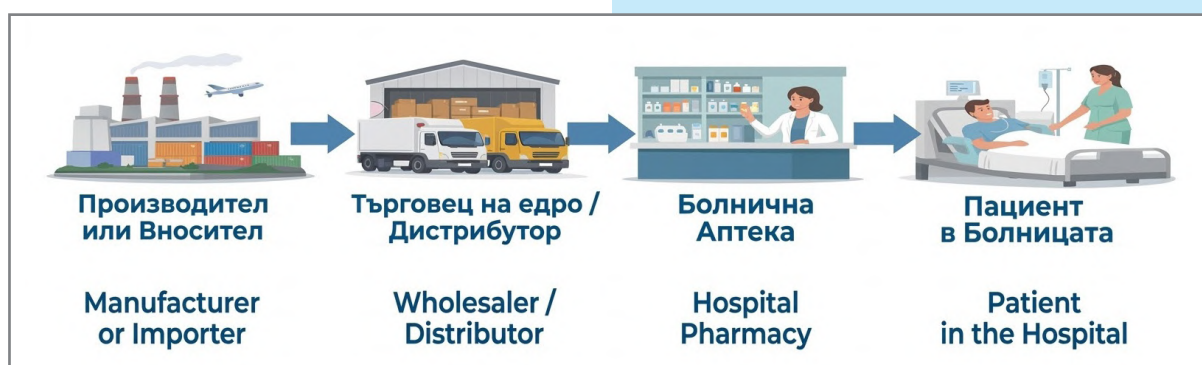 Производител
или Вносител
Търговец на едро /
Дистрибутор
Болнична
Аптека
Пациент
в Болницата
Manufacturer
or Importer
Wholesaler /
Distributor
Hospital
Pharmacy
Patient
in the Hospital